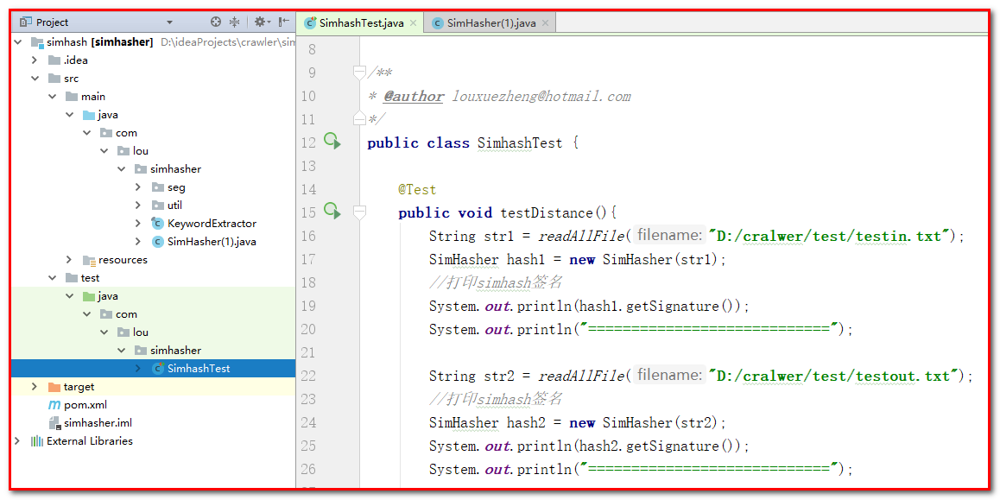 Project
simhash [simhasher] D:\ideaProjects\crawler\sim
.idea
src
main
java
com
lou
simhasher
seg
util
KeywordExtractor
SimHasher(1).java
resources
test
java
com
lou
simhasher
SimhashTest
target
pom.xml
simhasher.iml
External Libraries
SimhashTest.java SimHasher(1).java
8
9 /**
10 * @author louxuezheng@hotmail.com
11 */
12 public class SimhashTest {
13
14 @Test
15 public void testDistance(){
16 String str1 = readAllFile( filename: "D:/cralwer/test/testin.txt");
17 SimHasher hash1 = new SimHasher(str1);
18 //打印simhash签名
19 System.out.println(hash1.getSignature());
20 System.out.println("============================");
21
22 String str2 = readAllFile( filename: "D:/cralwer/test/testout.txt");
23 //打印simhash签名
24 SimHasher hash2 = new SimHasher(str2);
25 System.out.println(hash2.getSignature());
26 System.out.println("============================");